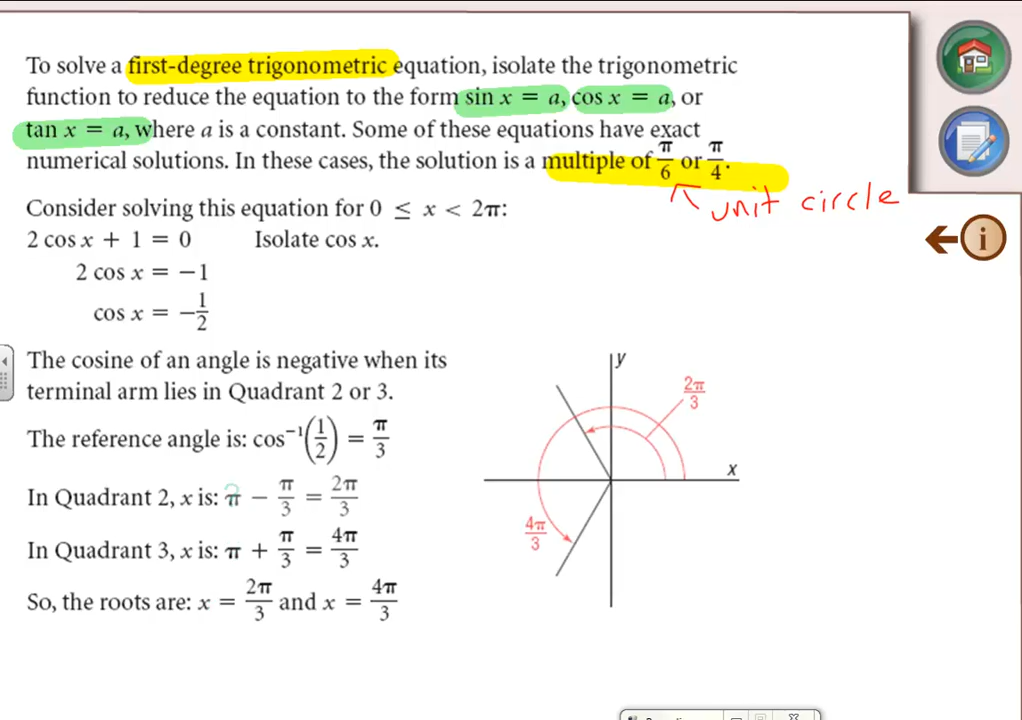 To solve a first-degree trigonometric equation, isolate the trigonometric
function to reduce the equation to the form sin x = a, cos x = a, or
tan x = a, where a is a constant. Some of these equations have exact
numerical solutions. In these cases, the solution is a multiple of π/6 or π/4.
unit circle
Consider solving this equation for 0 ≤ x < 2π:
2 cos x + 1 = 0 Isolate cos x.
2 cos x = −1
cos x = −1/2
The cosine of an angle is negative when its
terminal arm lies in Quadrant 2 or 3.
The reference angle is: cos⁻¹(1/2) = π/3
In Quadrant 2, x is: π − π/3 = 2π/3
In Quadrant 3, x is: π + π/3 = 4π/3
So, the roots are: x = 2π/3 and x = 4π/3
y
2π/3
x
4π/3
i